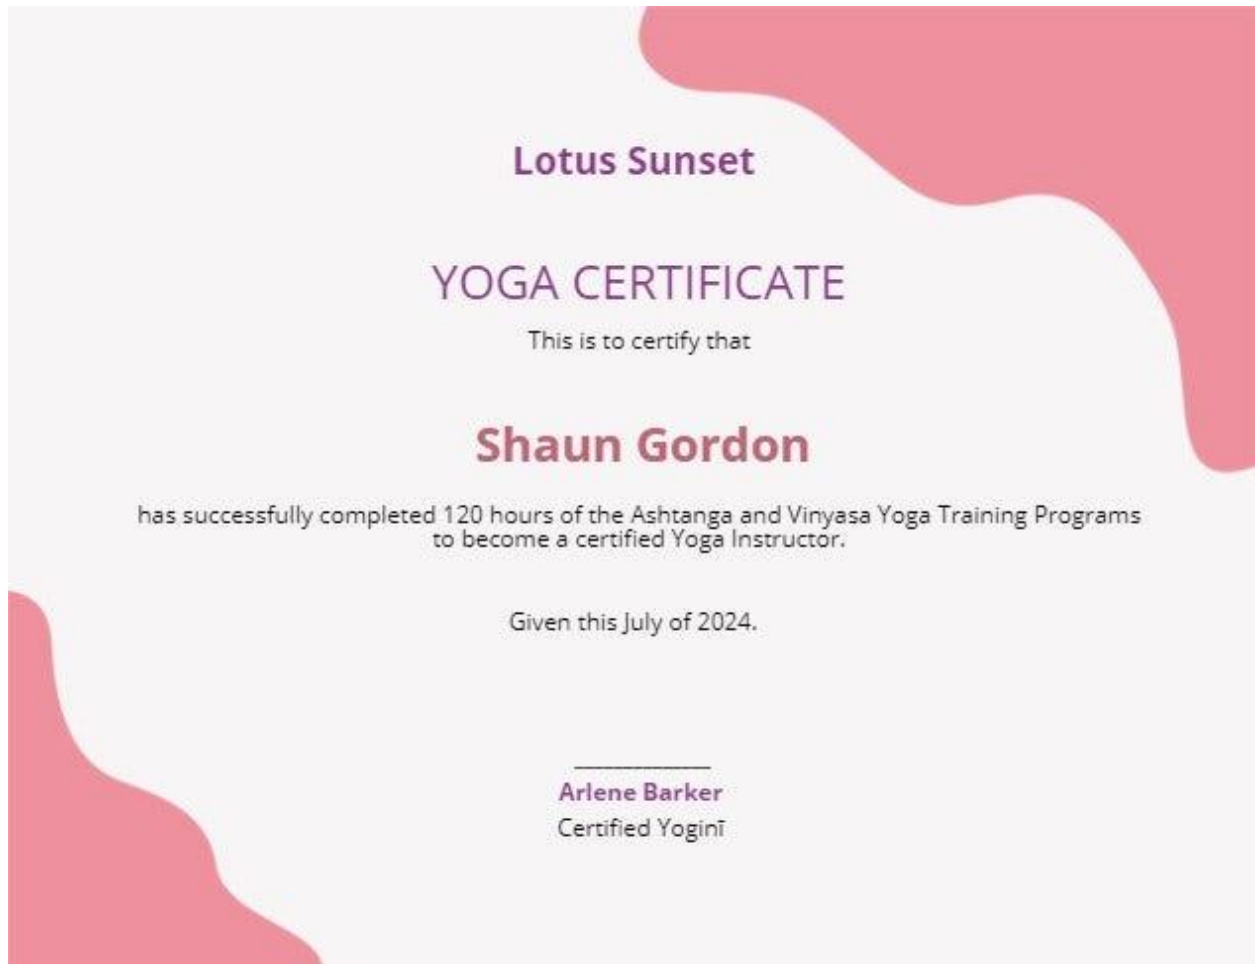 Lotus Sunset
YOGA CERTIFICATE
This is to certify that
Shaun Gordon
has successfully completed 120 hours of the Ashtanga and Vinyasa Yoga Training Programs
to become a certified Yoga Instructor.
Given this July of 2024.
______________
Arlene Barker
Certified Yoginī